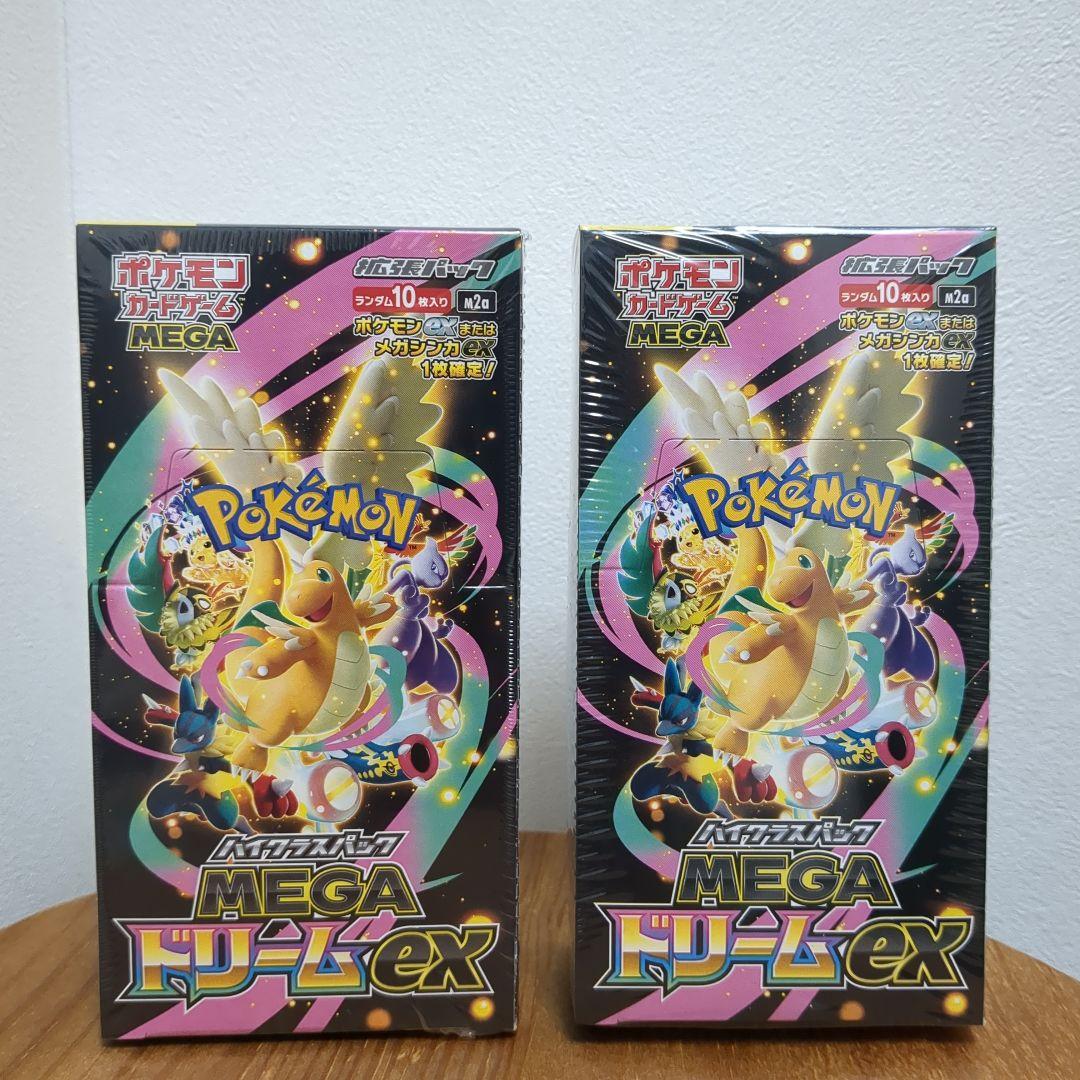 ポケモン
カードゲーム™
MEGA
拡張パック
ランダム10枚入り M2a
ポケモンexまたは
メガシンカex
1枚確定!
POKéMON™
ハイクラスパック
MEGA
ドリームex
ポケモン
カードゲーム™
MEGA
拡張パック
ランダム10枚入り M2a
ポケモンexまたは
メガシンカex
1枚確定!
POKéMON™
ハイクラスパック
MEGA
ドリームex